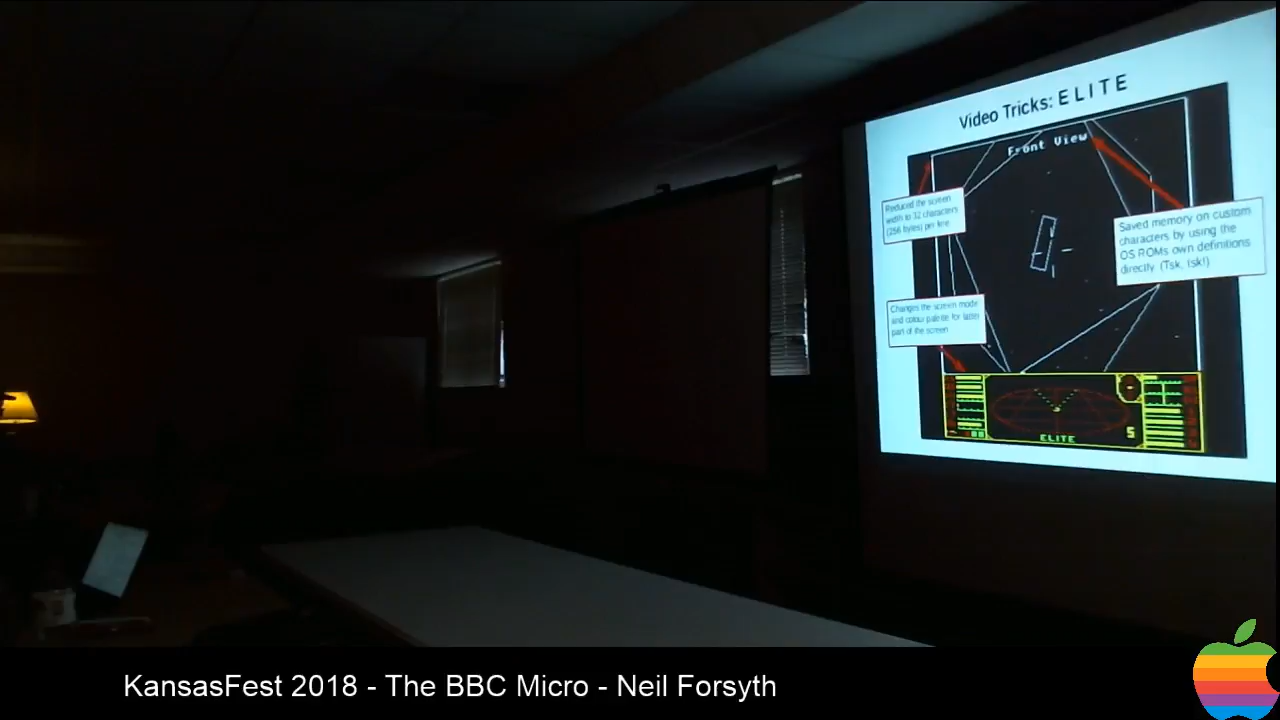 Video Tricks: E L I T E
Front View
Reduced the screen
width to 32 characters
(256 bytes) per line
Saved memory on custom
characters by using the
OS ROMs own definitions
directly (Tsk, tsk!)
Changes the screen mode
and colour palette for latter
part of the screen
5
ELITE
KansasFest 2018 - The BBC Micro - Neil Forsyth